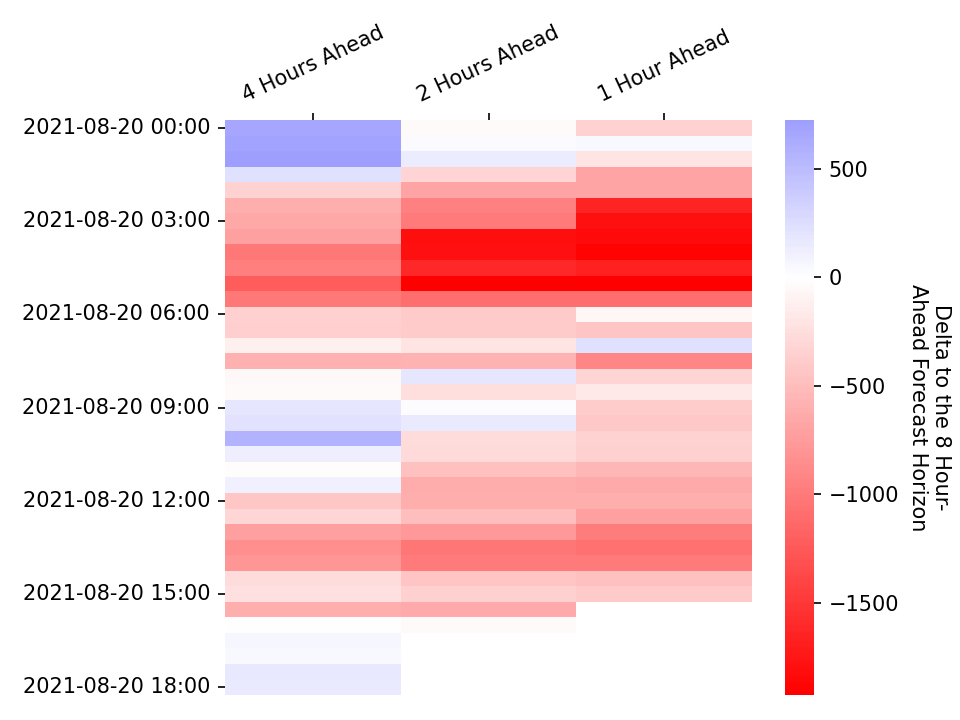 4 Hours Ahead
2 Hours Ahead
1 Hour Ahead
2021-08-20 00:00
2021-08-20 03:00
2021-08-20 06:00
2021-08-20 09:00
2021-08-20 12:00
2021-08-20 15:00
2021-08-20 18:00
500
0
−500
−1000
−1500
Delta to the 8 Hour-
Ahead Forecast Horizon